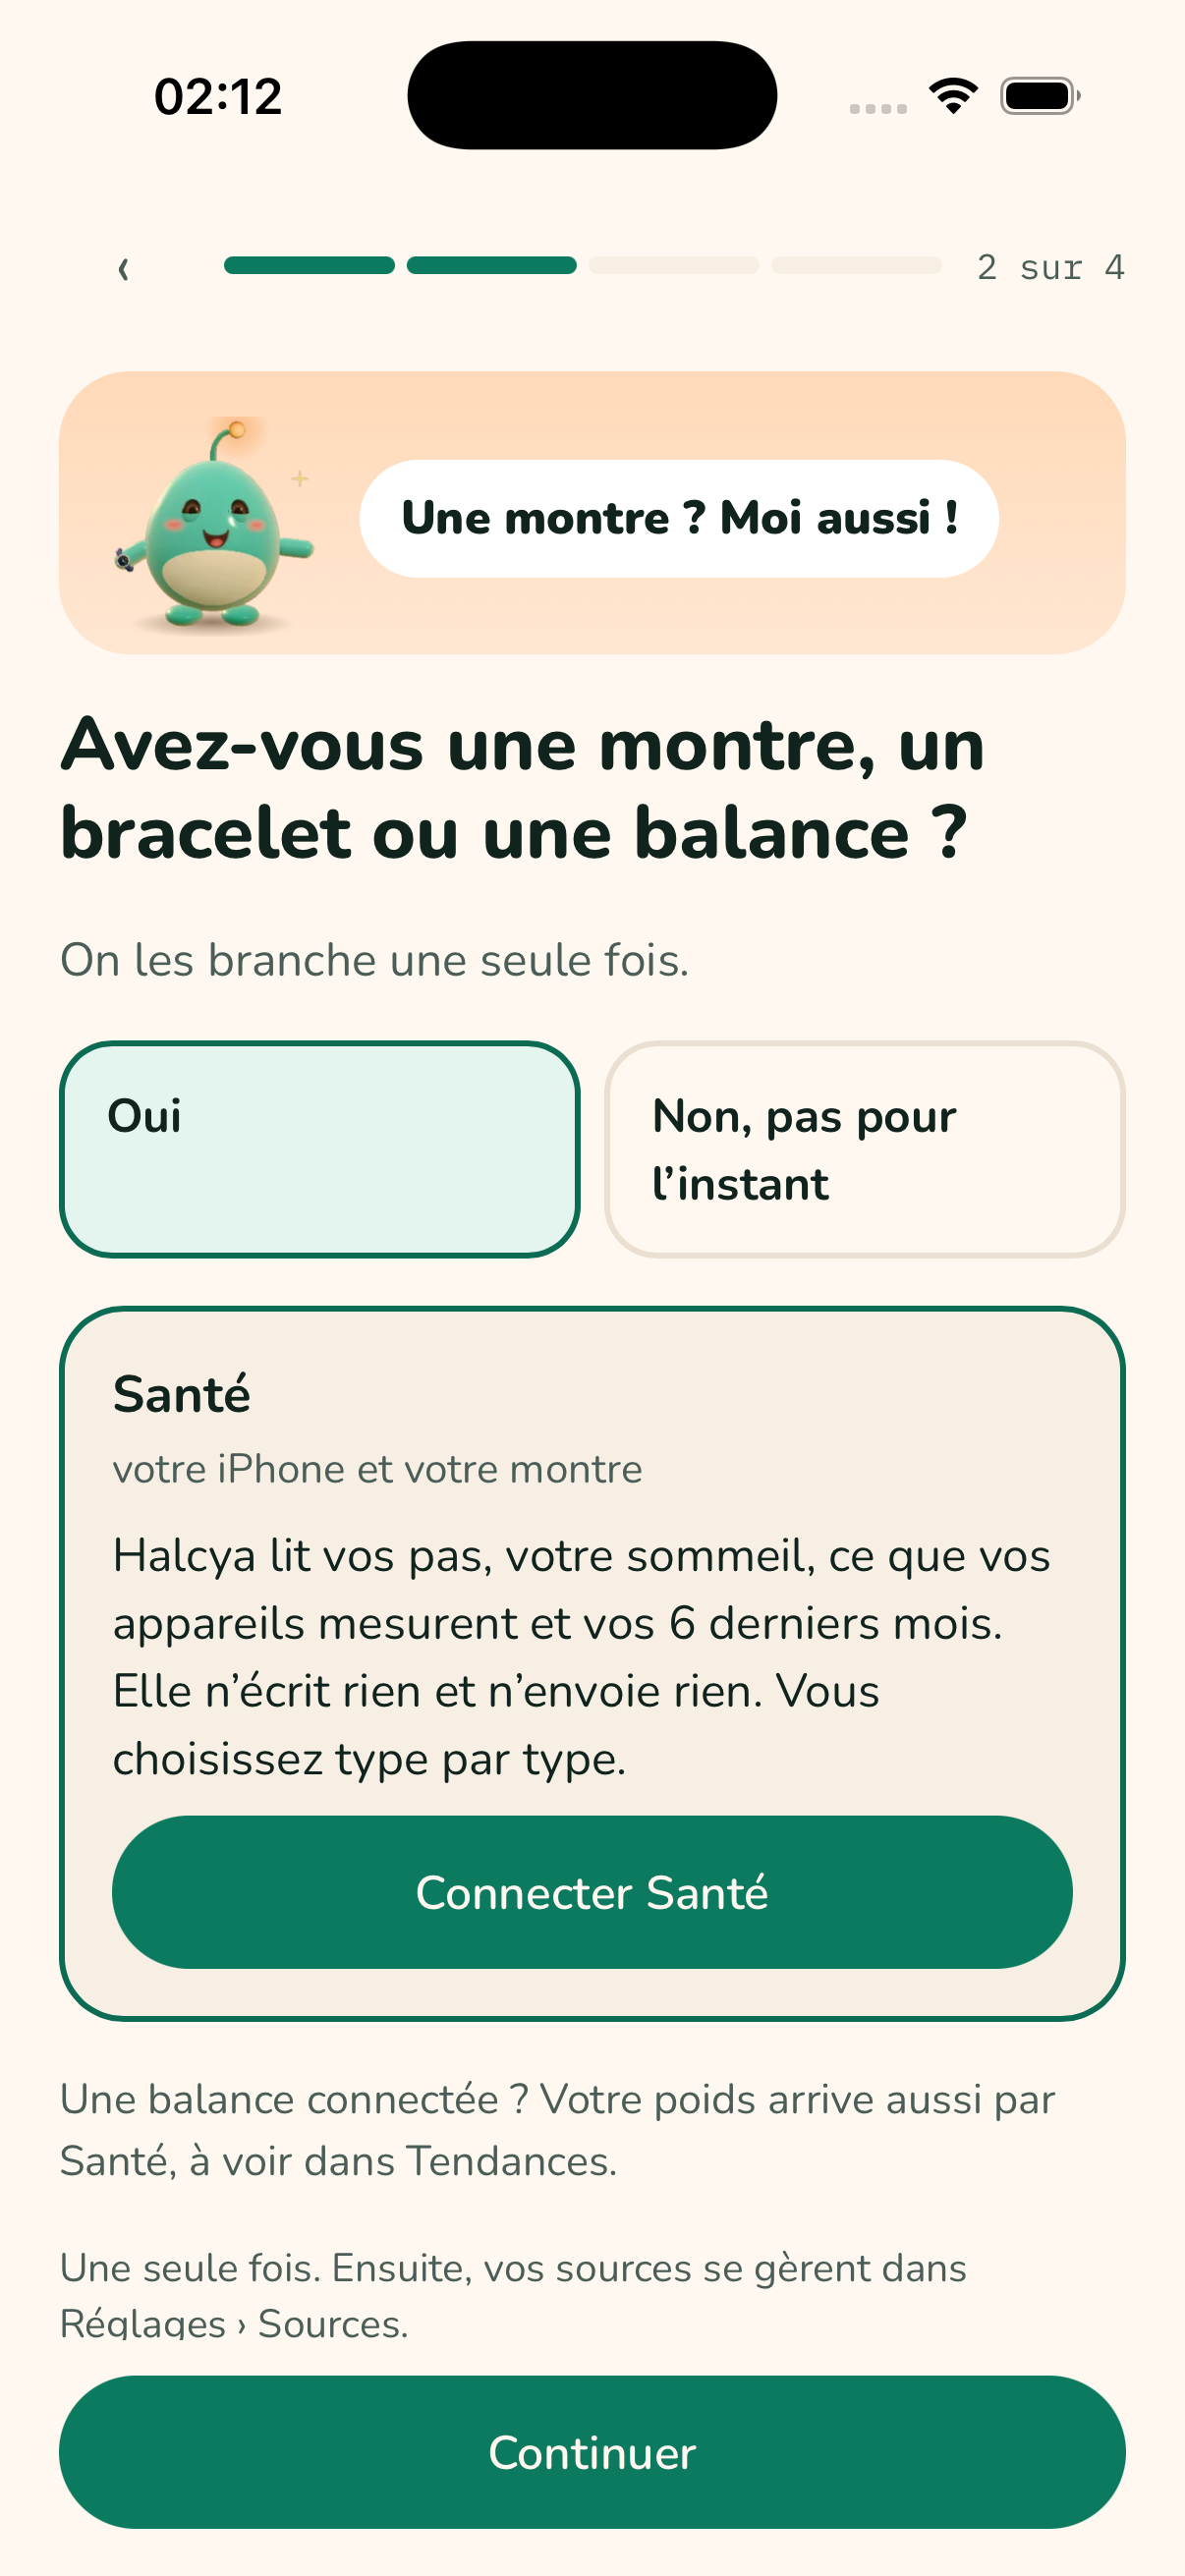 02:12
‹
2 sur 4
Une montre ? Moi aussi !
Avez-vous une montre, un
bracelet ou une balance ?
On les branche une seule fois.
Oui
Non, pas pour
l’instant
Santé
votre iPhone et votre montre
Halcya lit vos pas, votre sommeil, ce que vos
appareils mesurent et vos 6 derniers mois.
Elle n’écrit rien et n’envoie rien. Vous
choisissez type par type.
Connecter Santé
Une balance connectée ? Votre poids arrive aussi par
Santé, à voir dans Tendances.
Une seule fois. Ensuite, vos sources se gèrent dans
Réglages › Sources.
Continuer